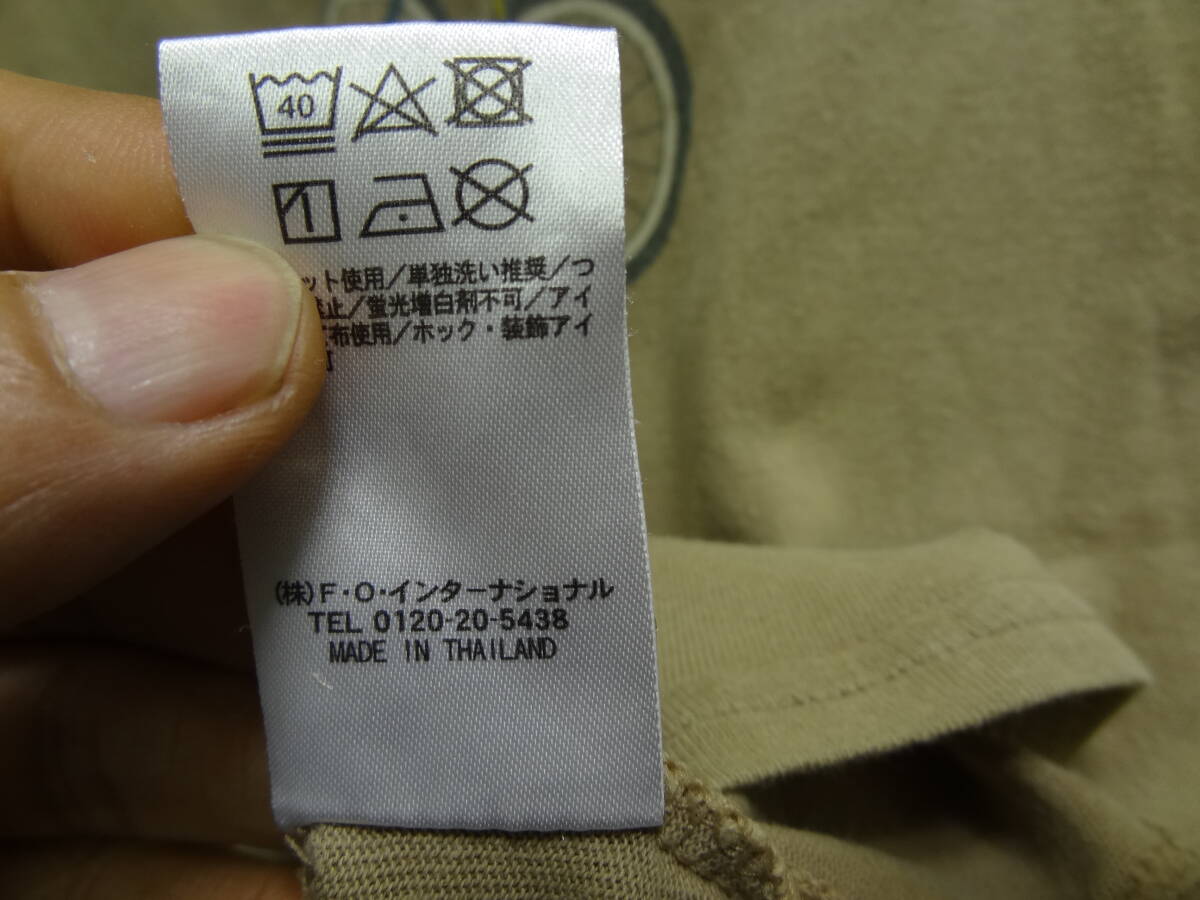 40
ット使用/単独洗い推奨/つ
止/蛍光増白剤不可/アイ
布使用/ホック・装飾アイ
(株)F・O・インターナショナル
TEL 0120-20-5438
MADE IN THAILAND